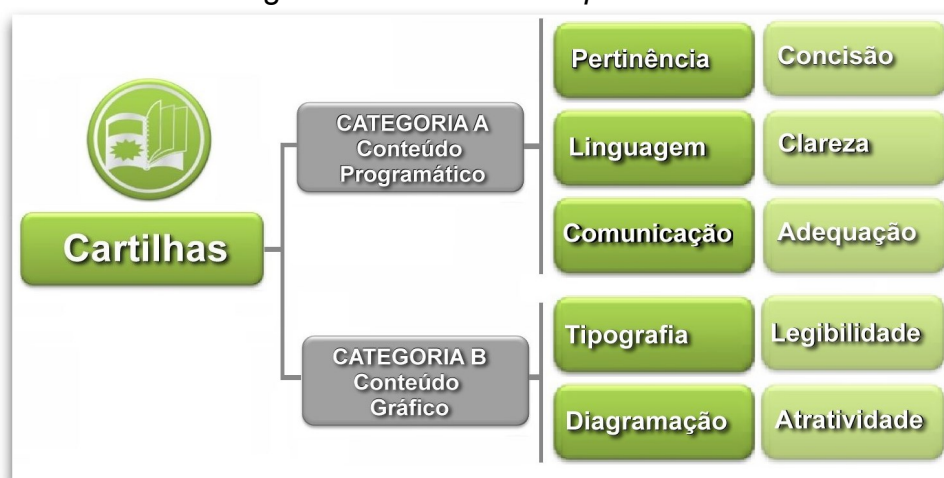 Cartilhas
CATEGORIA A
Conteúdo
Programático
Pertinência
Concisão
Linguagem
Clareza
Comunicação
Adequação
CATEGORIA B
Conteúdo
Gráfico
Tipografia
Legibilidade
Diagramação
Atratividade